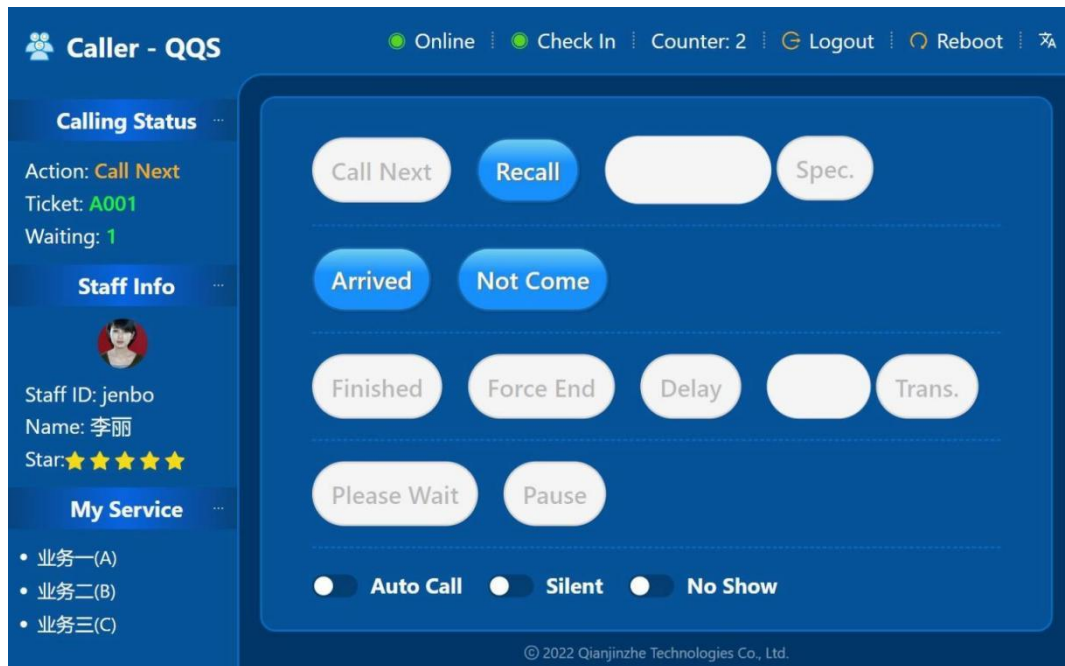 Caller - QQS
Online Check In Counter: 2 Logout Reboot
Calling Status ...
Action: Call Next
Ticket: A001
Waiting: 1
Staff Info ...
Staff ID: jenbo
Name: 李丽
Star:
My Service ...
• 业务一(A)
• 业务二(B)
• 业务三(C)
Call Next Recall Spec.
Arrived Not Come
Finished Force End Delay Trans.
Please Wait Pause
Auto Call Silent No Show
© 2022 Qianjinzhe Technologies Co., Ltd.